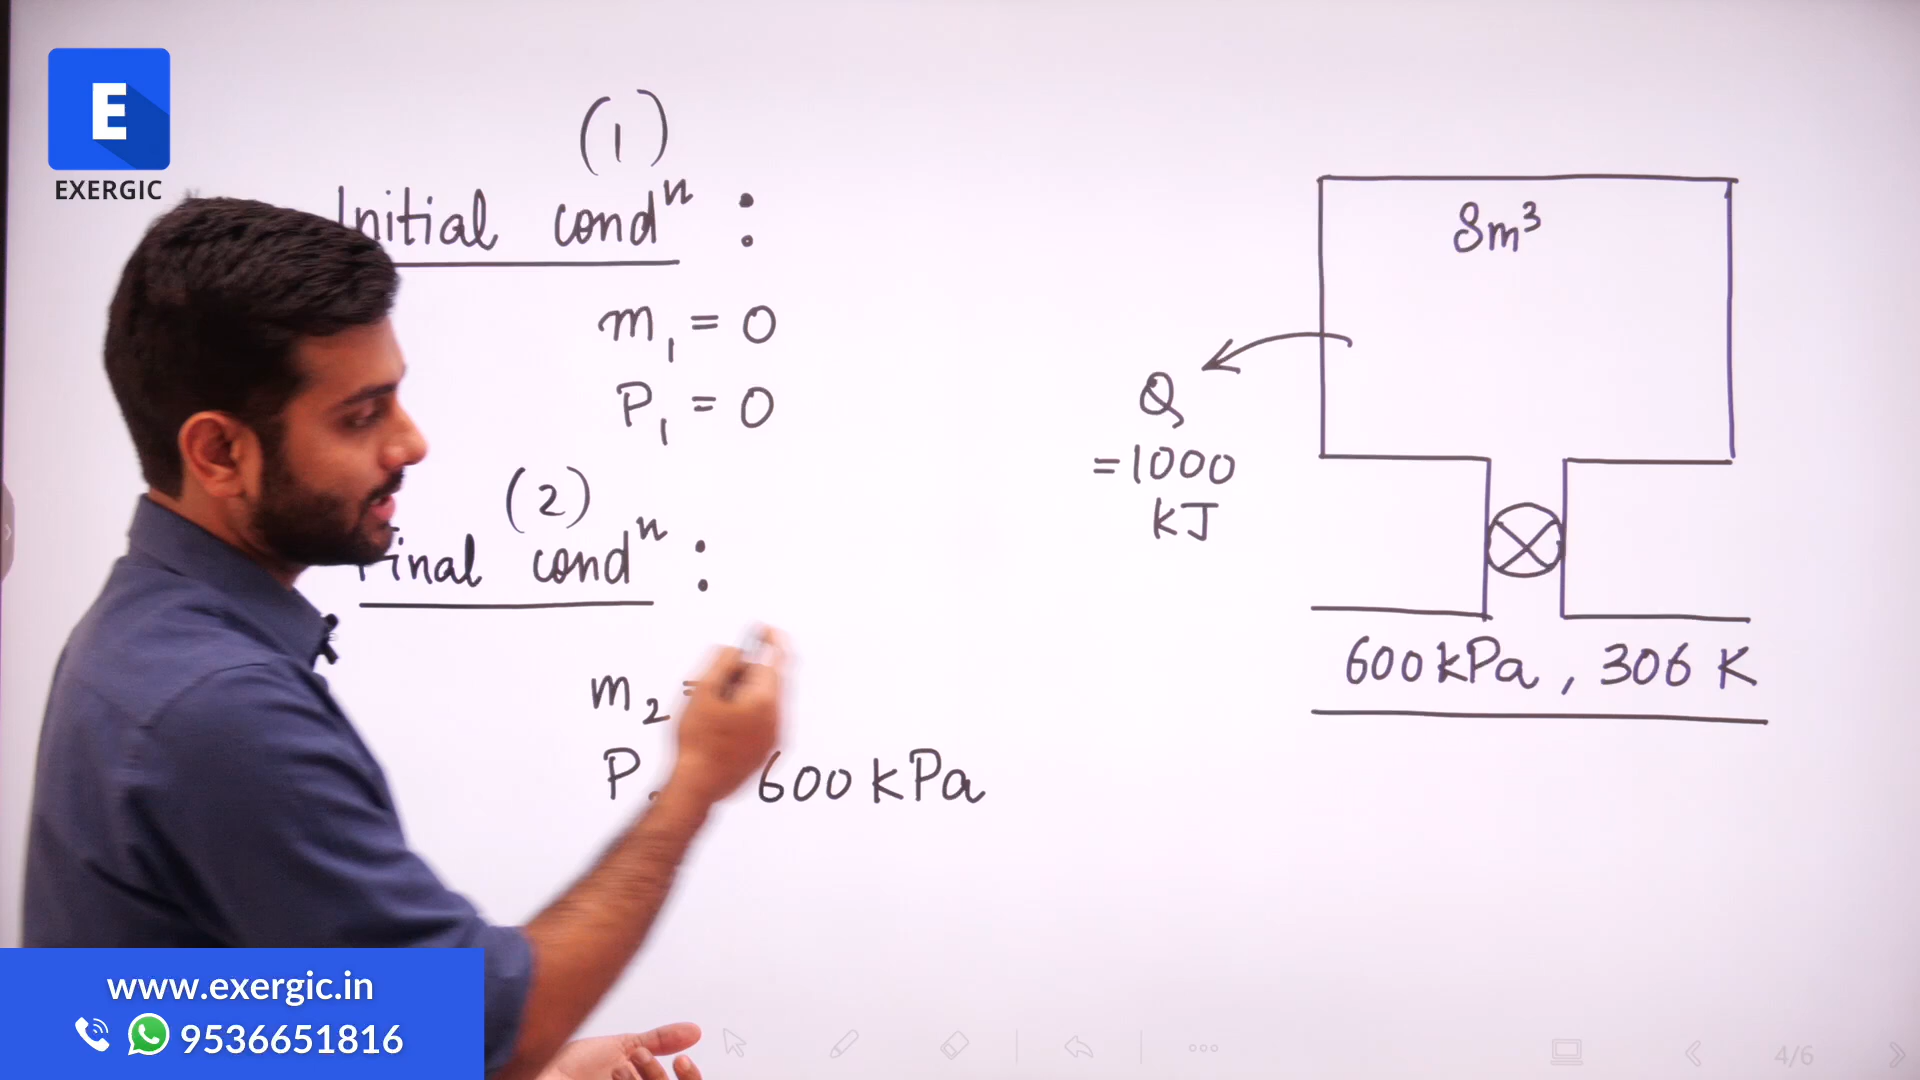 E
EXERGIC
(1)
Initial condⁿ :
m₁ = 0
P₁ = 0
(2)
Final condⁿ :
m₂ =
P 600 kPa
8m³
Q
= 1000
kJ
600 kPa, 306 K
www.exergic.in
9536651816
4/6